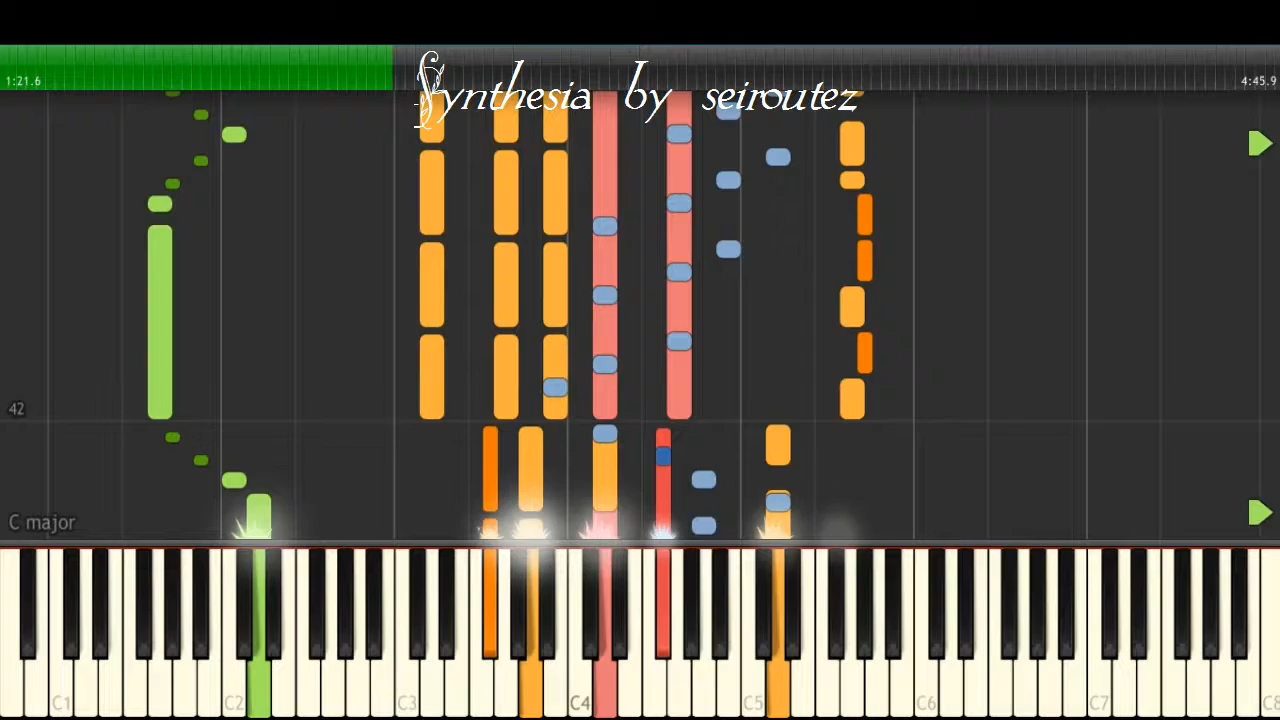 Synthesia by seiroutez
1:21.6 4:45.9
42
C major
C1 C2 C3 C4 C5 C6 C7 C8